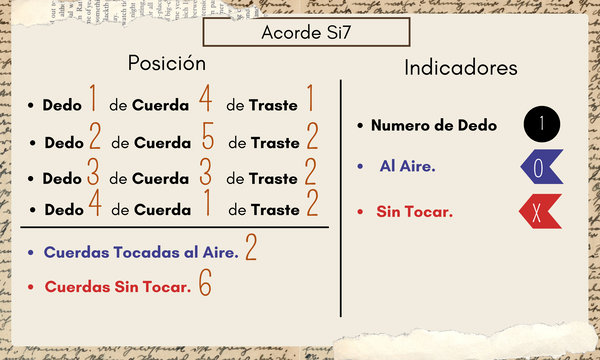 Acorde Si7
Posición
Dedo 1 de Cuerda 4 de Traste 1
Dedo 2 de Cuerda 5 de Traste 2
Dedo 3 de Cuerda 3 de Traste 2
Dedo 4 de Cuerda 1 de Traste 2
Cuerdas Tocadas al Aire. 2
Cuerdas Sin Tocar. 6
Indicadores
Numero de Dedo 1
Al Aire. 0
Sin Tocar. X